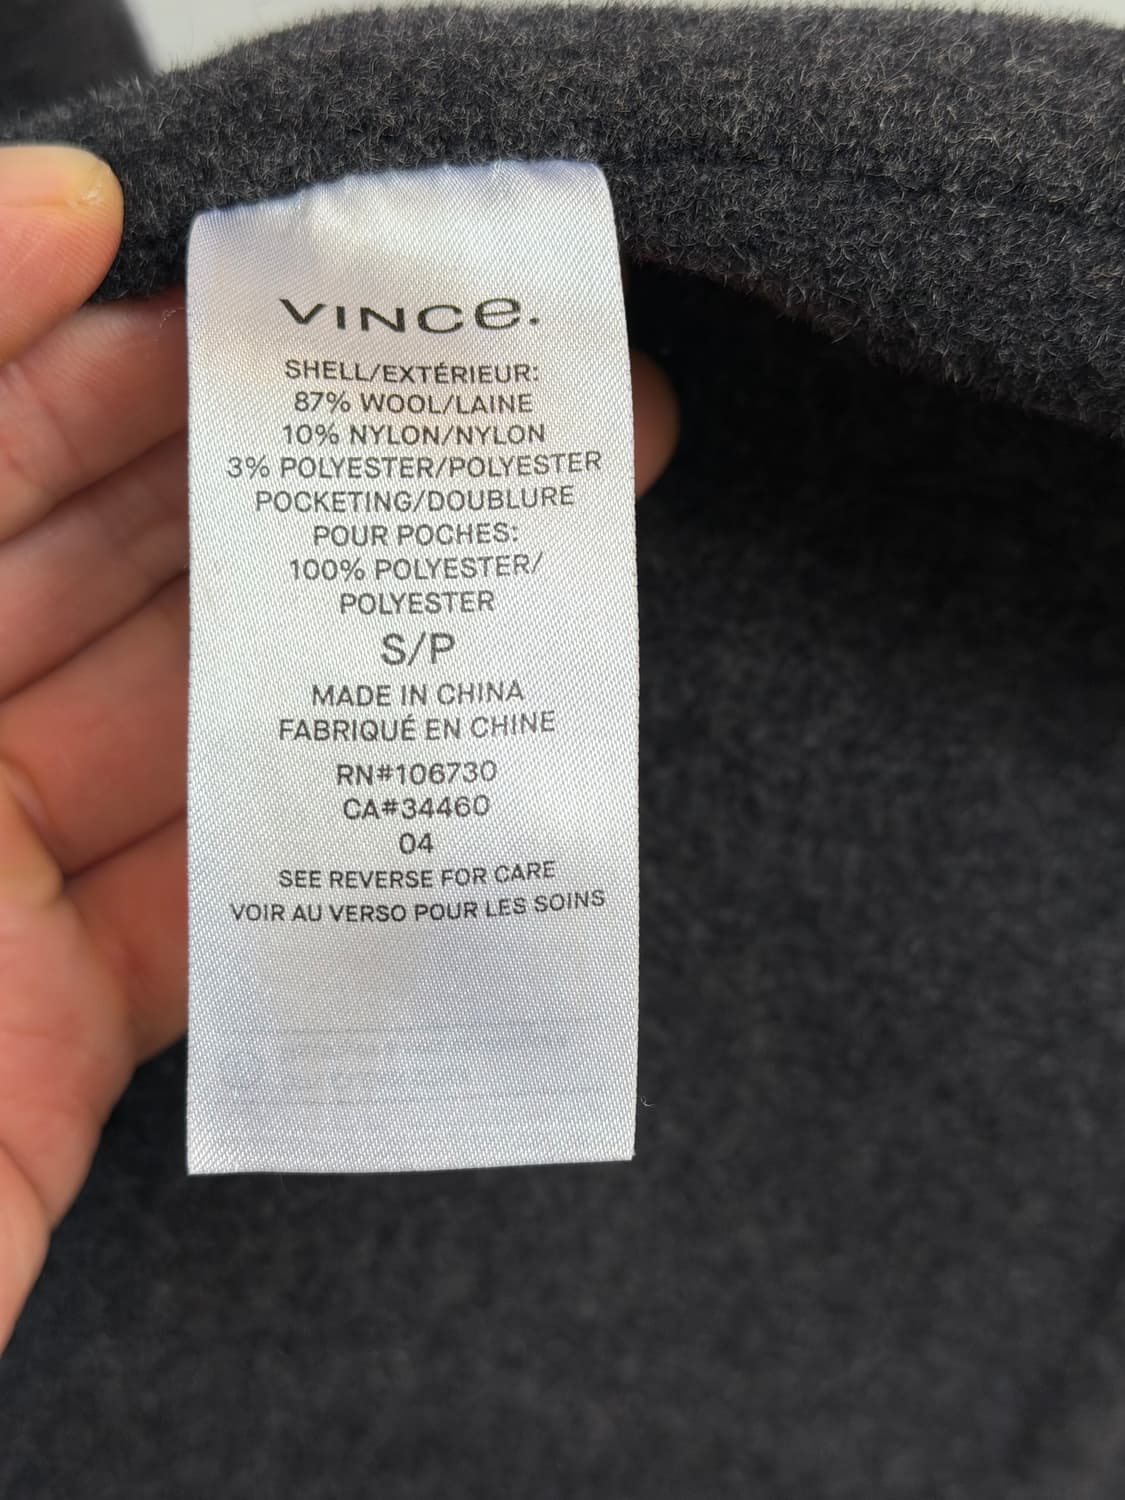 VINCE.
SHELL/EXTÉRIEUR:
87% WOOL/LAINE
10% NYLON/NYLON
3% POLYESTER/POLYESTER
POCKETING/DOUBLURE
POUR POCHES:
100% POLYESTER/
POLYESTER
S/P
MADE IN CHINA
FABRIQUÉ EN CHINE
RN#106730
CA#34460
04
SEE REVERSE FOR CARE
VOIR AU VERSO POUR LES SOINS